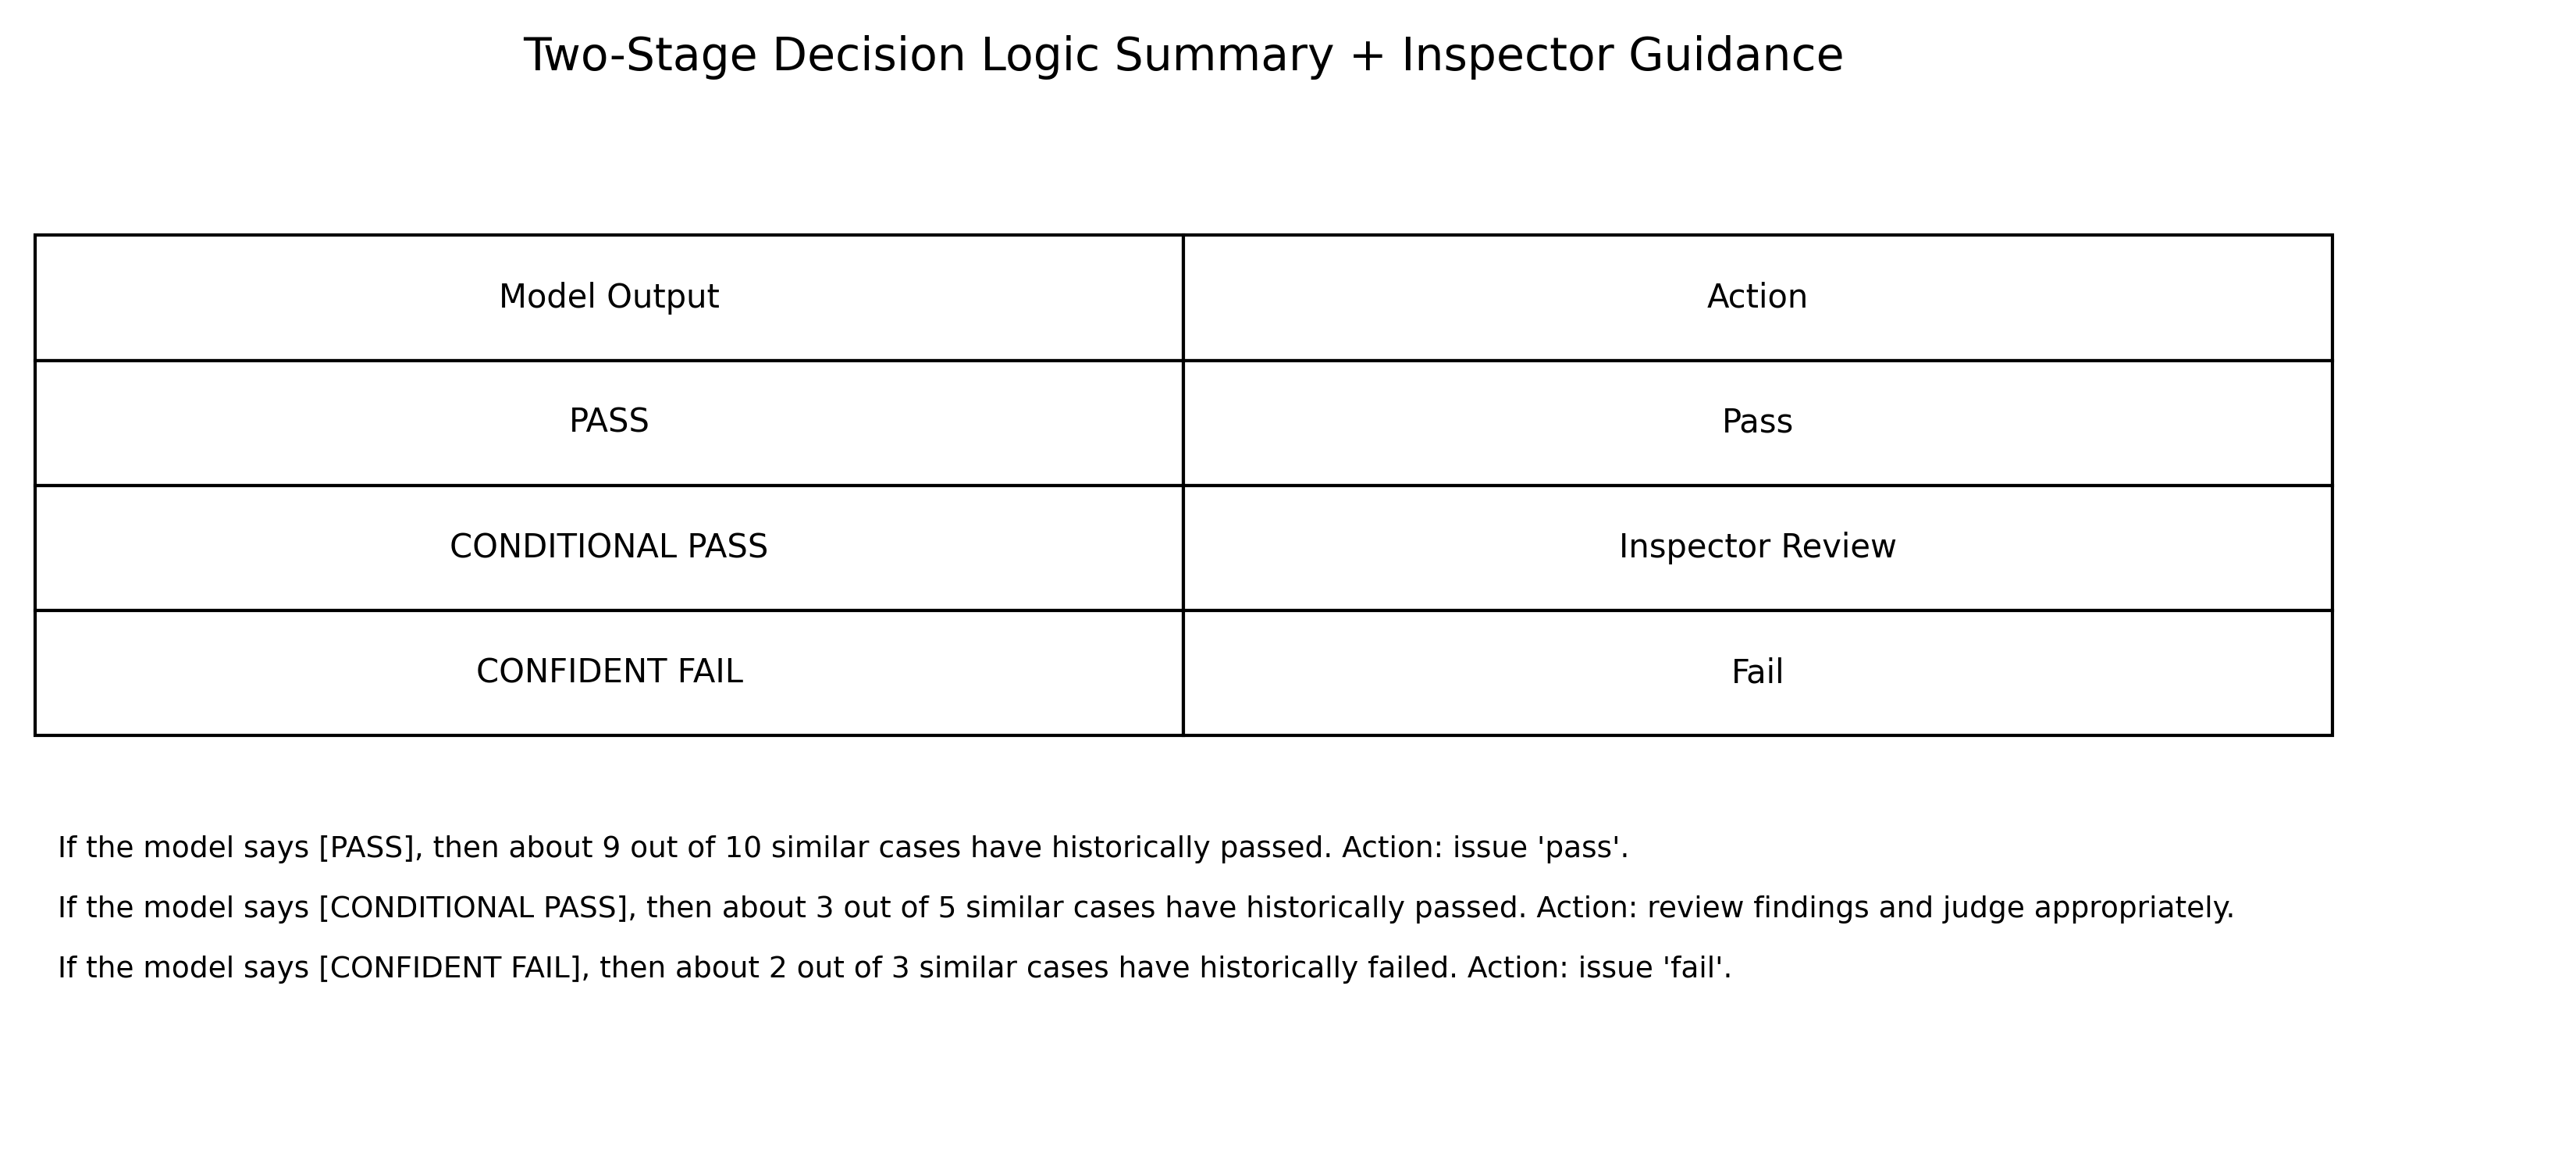 Two-Stage Decision Logic Summary + Inspector Guidance
Model Output Action
PASS Pass
CONDITIONAL PASS Inspector Review
CONFIDENT FAIL Fail
If the model says [PASS], then about 9 out of 10 similar cases have historically passed. Action: issue 'pass'.
If the model says [CONDITIONAL PASS], then about 3 out of 5 similar cases have historically passed. Action: review findings and judge appropriately.
If the model says [CONFIDENT FAIL], then about 2 out of 3 similar cases have historically failed. Action: issue 'fail'.